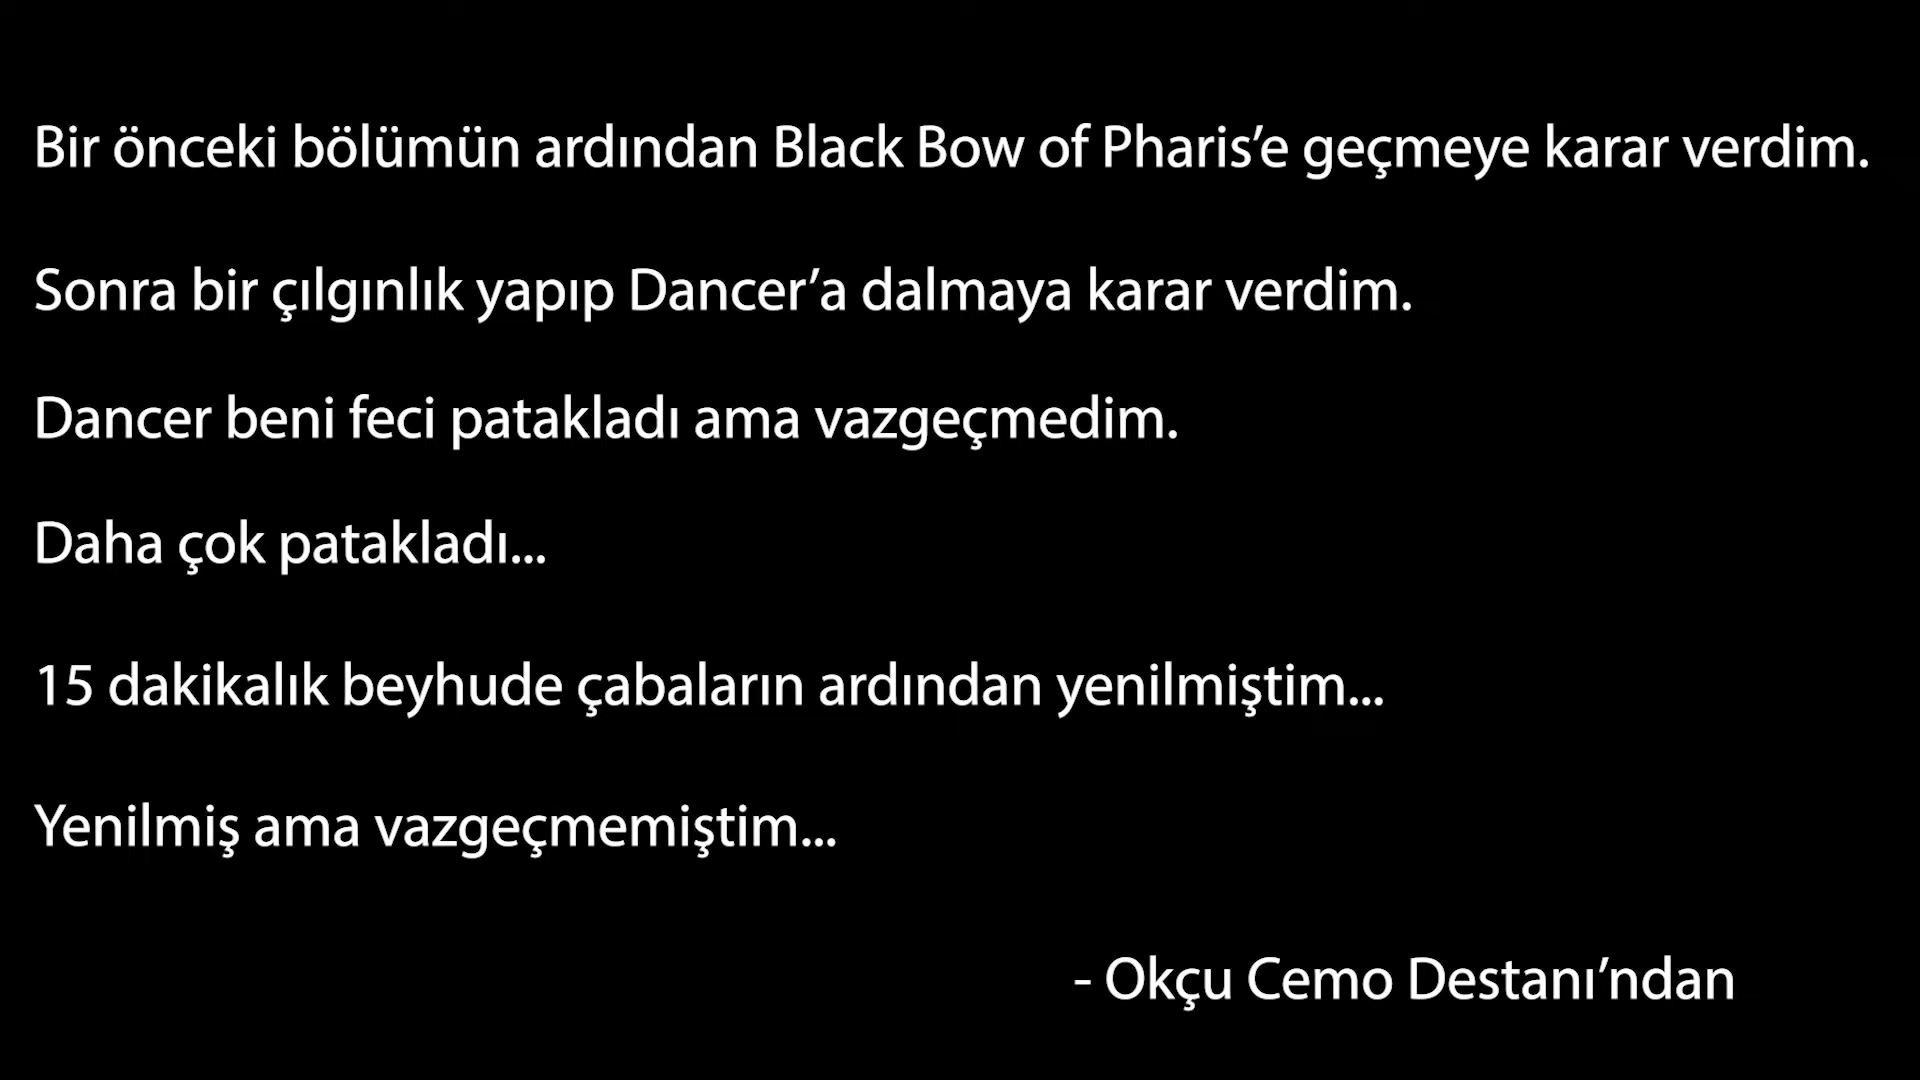 Bir önceki bölümün ardından Black Bow of Pharis’e geçmeye karar verdim.
Sonra bir çılgınlık yapıp Dancer’a dalmaya karar verdim.
Dancer beni feci patakladı ama vazgeçmedim.
Daha çok patakladı...
15 dakikalık beyhude çabaların ardından yenilmiştim...
Yenilmiş ama vazgeçmemiştim...
- Okçu Cemo Destanı’ndan